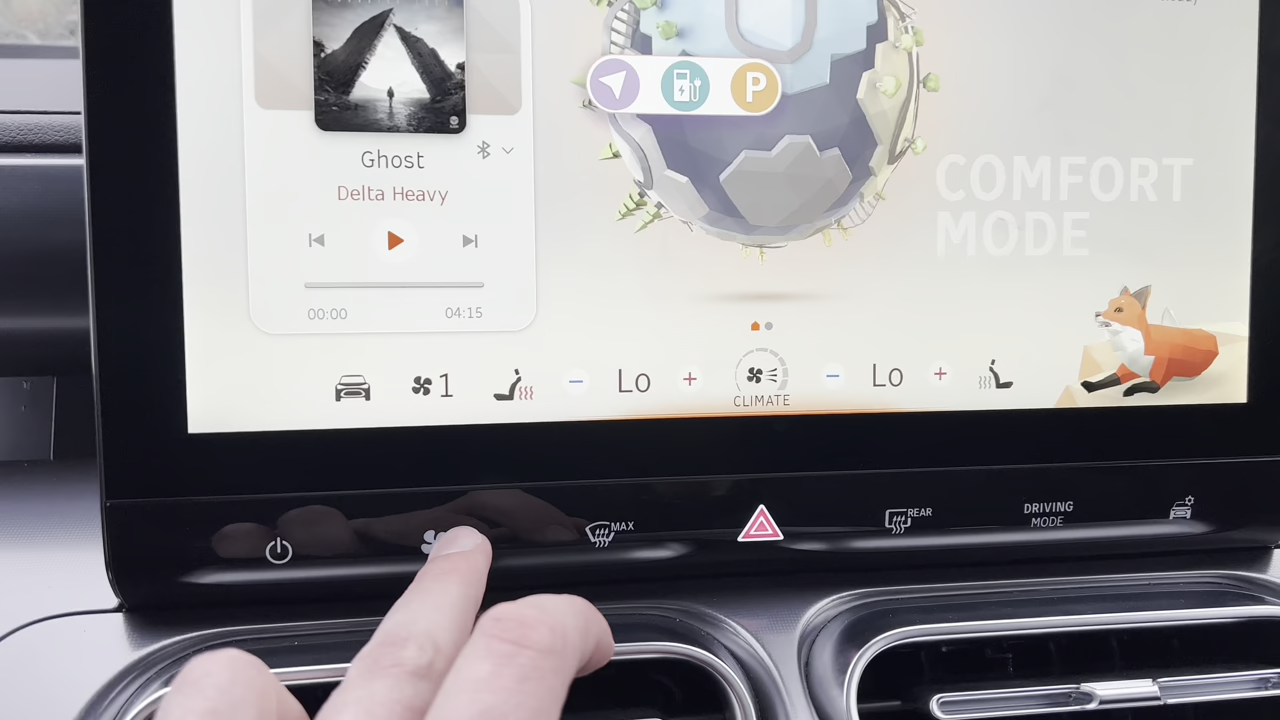 Ghost
Delta Heavy
00:00
04:15
P
COMFORT
MODE
1
Lo
CLIMATE
Lo
MAX
REAR
DRIVING
MODE